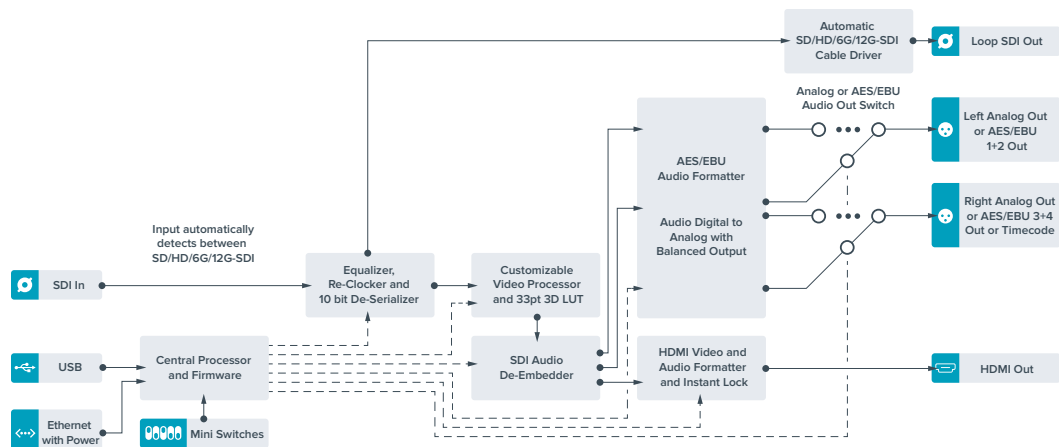 Automatic
SD/HD/6G/12G-SDI
Cable Driver
Loop SDI Out
Analog or AES/EBU
Audio Out Switch
Left Analog Out
or AES/EBU
1+2 Out
AES/EBU
Audio Formatter
Audio Digital to
Analog with
Balanced Output
Right Analog Out
or AES/EBU 3+4
Out or Timecode
Input automatically
detects between
SD/HD/6G/12G-SDI
SDI In
Equalizer,
Re-Clocker and
10 bit De-Serializer
Customizable
Video Processor
and 33pt 3D LUT
USB
Central Processor
and Firmware
SDI Audio
De-Embedder
HDMI Video and
Audio Formatter
and Instant Lock
HDMI Out
Ethernet
with Power
Mini Switches